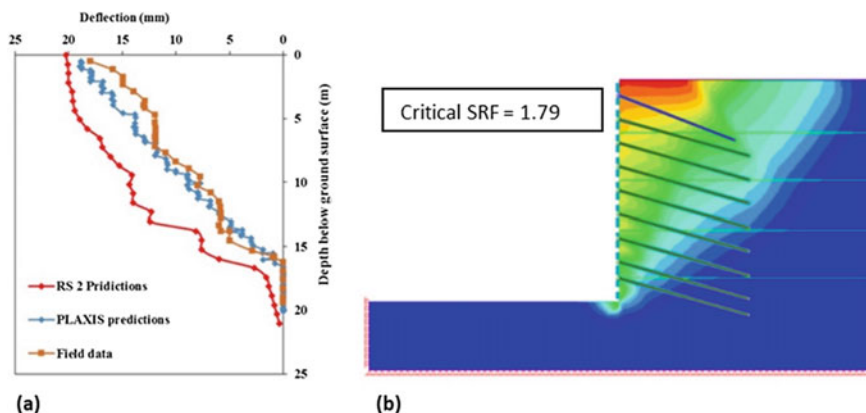 Deflection (mm)
25 20 15 10 5 0
0
5
10
15
20
25
Depth below ground surface (m)
RS 2 Pridictions
PLAXIS predictions
Field data
(a)
Critical SRF = 1.79
(b)